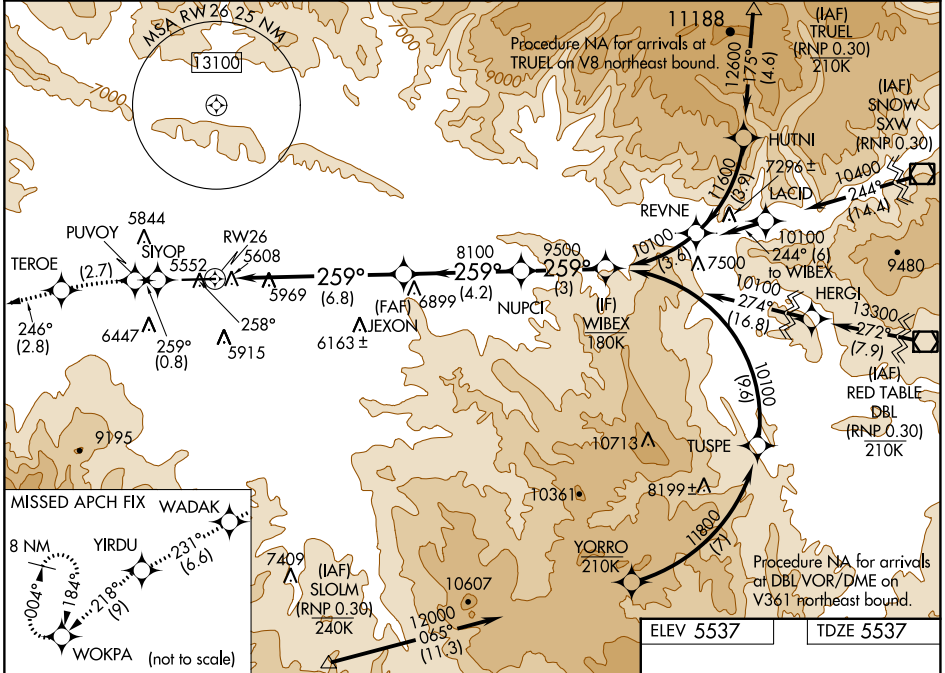 MSA RW26 25 NM
13100
11188
Procedure NA for arrivals at
TRUEL on V8 northeast bound.
12600
175°
(4.6)
(IAF)
TRUEL
(RNP 0.30)
210K
9000
7000
(IAF)
SNOW
SXW
(RNP 0.30)
HUTNI
11600
(3.9)
7296 ±
LACID
10400
244°
(14.4)
REVNE
10100
(3.6)
7500
10100
244° (6)
to WIBEX
9480
5844
PUVOY
SIYOP
RW26
5608
TEROE
(2.7)
5552
5969
259°
(6.8)
8100
259°
(4.2)
9500
259°
(3)
(FAF)
JEXON
6899
NUPCI
(IF)
WIBEX
180K
10100
274°
(16.8)
HERGI
13300
272°
(7.9)
246°
(2.8)
6447
259°
(0.8)
258°
5915
6163 ±
(IAF)
RED TABLE
DBL
(RNP 0.30)
210K
10100
(9.6)
9195
10713
TUSPE
10361
8199 ±
MISSED APCH FIX
WADAK
8 NM
YIRDU
231°
(6.6)
004°
184°
218°
(9)
WOKPA
(not to scale)
7409
(IAF)
SLOLM
(RNP 0.30)
240K
10607
12000
065°
(11.3)
YORRO
210K
11800
(7)
Procedure NA for arrivals
at DBL VOR/DME on
V361 northeast bound.
ELEV 5537
TDZE 5537